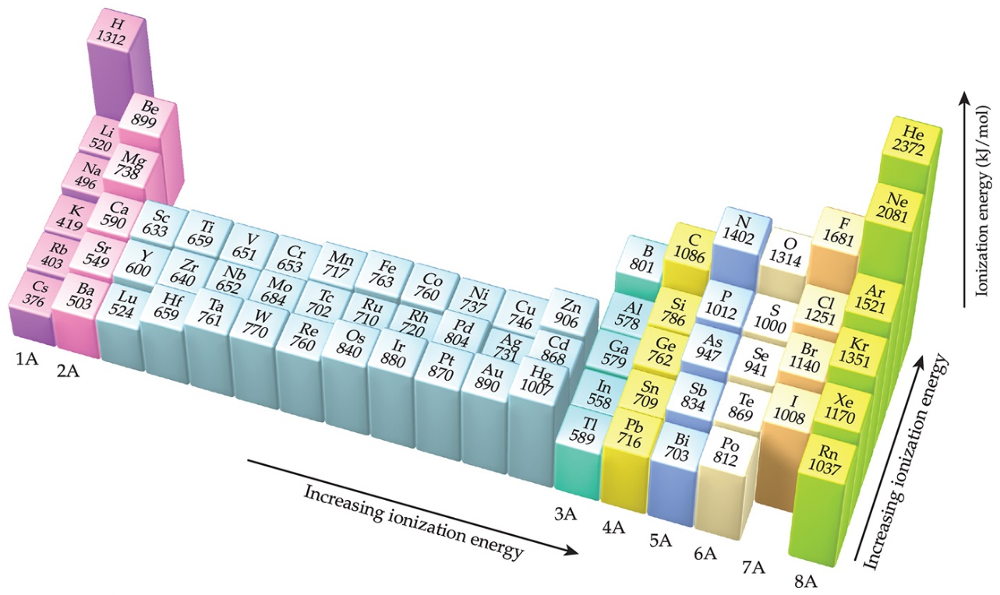 H
1312
Be
899
Li
520
Mg
738
Na
496
Ca
590
K
419
Sc
633
Ti
659
V
651
Cr
653
Mn
717
Fe
763
Co
760
Ni
737
Cu
746
Zn
906
Rb
403
Sr
549
Y
600
Zr
640
Nb
652
Mo
684
Tc
702
Ru
710
Rh
720
Pd
804
Ag
731
Cd
868
Cs
376
Ba
503
Lu
524
Hf
659
Ta
761
W
770
Re
760
Os
840
Ir
880
Pt
870
Au
890
Hg
1007
He
2372
Ne
2081
B
801
C
1086
N
1402
O
1314
F
1681
Al
578
Si
786
P
1012
S
1000
Cl
1251
Ar
1521
Ga
579
Ge
762
As
947
Se
941
Br
1140
Kr
1351
In
558
Sn
709
Sb
834
Te
869
I
1008
Xe
1170
Tl
589
Pb
716
Bi
703
Po
812
Rn
1037
1A
2A
3A
4A
5A
6A
7A
8A
Increasing ionization energy
Increasing ionization energy
Ionization energy (kJ/mol)